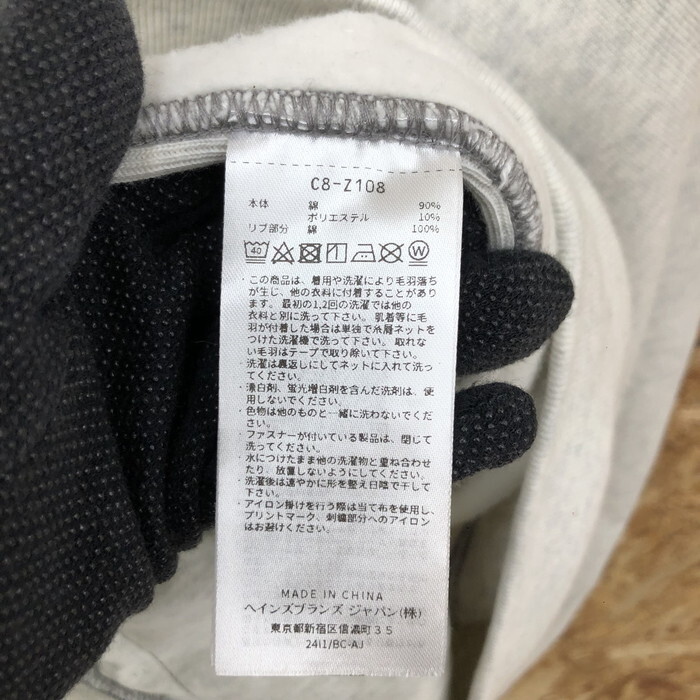 C8-Z108
本体 綿 90%
ポリエステル 10%
リブ部分 綿 100%
40 W
・この商品は、着用や洗濯により毛羽落ち
が生じ、他の衣料に付着することがあり
ます。最初の1,2回の洗濯では他の
衣料と別に洗って下さい。肌着等に毛
羽が付着した場合は単独で糸屑ネットを
つけた洗濯機で洗って下さい。取れな
い毛羽はテープで取り除いて下さい。
・洗濯は裏返しにしてネットに入れて洗っ
てください。
・漂白剤、蛍光増白剤を含んだ洗剤は、使
用しないでください。
・色物は他のものと一緒に洗わないでくだ
さい。
・ファスナーが付いている製品は、閉じて
洗ってください。
・水につけたまま他の洗濯物と重ね合わせ
たり、放置しないようにしてください。
・洗濯後は速やかに形を整え日陰で干して
下さい。
・アイロン掛けを行う際は当て布を使用し、
プリントマーク、刺繍部分へのアイロン
はお避けください。
MADE IN CHINA
ヘインズブランズ ジャパン(株)
東京都新宿区信濃町35
2411/BC-AJ